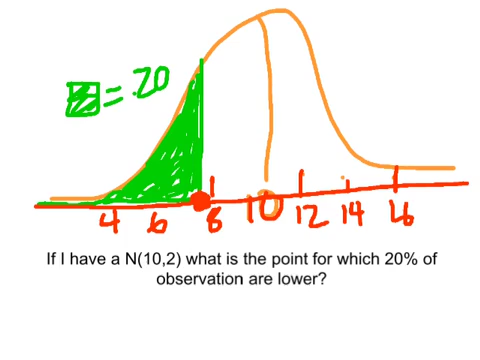 = .20
4 6 8 10 12 14 16
If I have a N(10,2) what is the point for which 20% of
observation are lower?